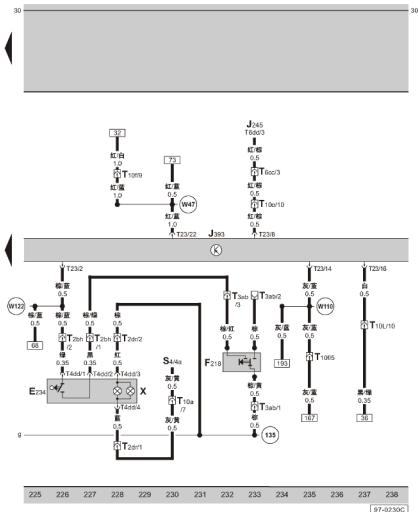 30 30
J245
T6dd/3
32
红/白
1.0
T10f/9
红/蓝
1.0
73
红/蓝
0.5
W47
红/蓝
1.0
T23/22
J393
红/棕
0.5
T6cc/3
红/棕
0.5
T10e/10
红/棕
0.5
T23/8
k
T23/2
T23/14
T23/16
W122
棕/蓝
0.5
棕/蓝
0.5
68
T2bh/2
绿
0.35
棕/绿
0.5
T2bh/1
黑
0.35
棕
0.5
T2dr/2
红
0.5
T3ab/3
T3ab/2
棕/红
0.5
棕
0.5
F218
灰/蓝
0.5
W110
灰/蓝
0.5
193
灰/蓝
0.5
T10l/5
灰/蓝
0.5
167
白
0.5
T10L/10
黑/绿
0.35
36
T4dd/1
T4dd/2
T4dd/3
E234
X
T4dd/4
蓝
0.5
T2dr/1
S4/4a
灰/黄
0.5
T10a/7
灰/黄
0.5
棕/黄
0.5
T3ab/1
棕
0.5
135
g
225 226 227 228 229 230 231 232 233 234 235 236 237 238
97-0230C